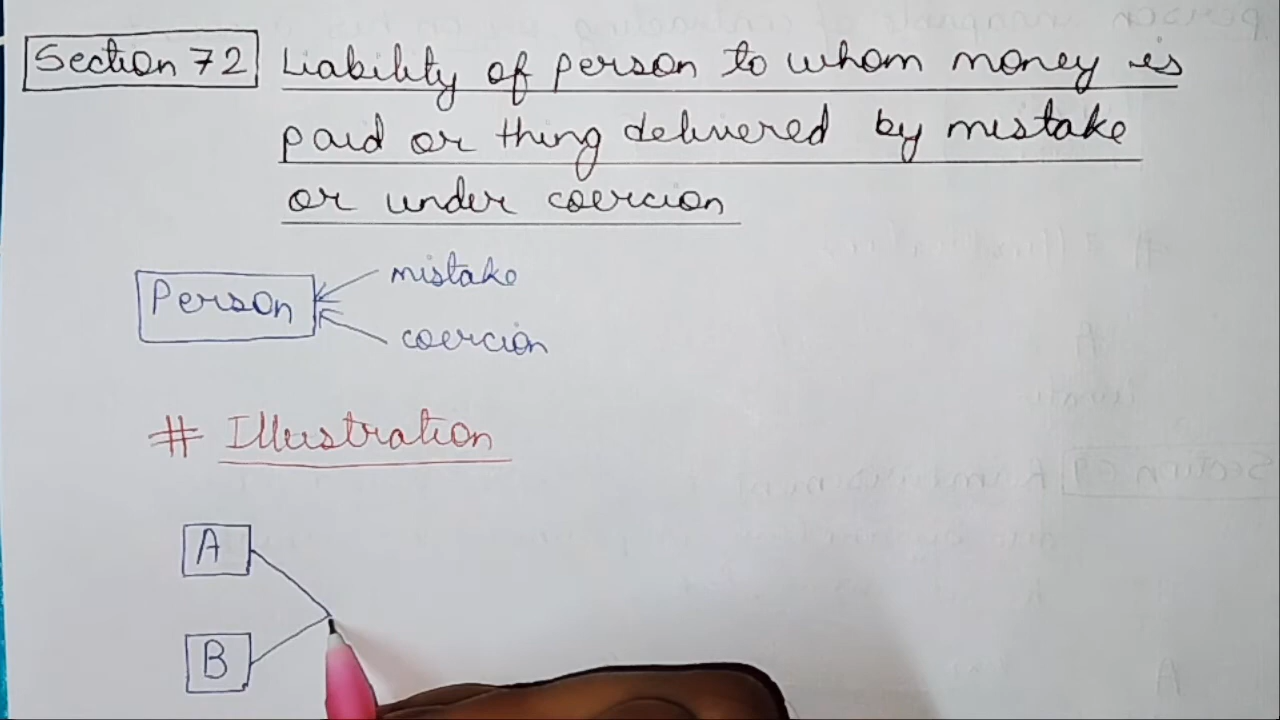 Section 72 Liability of person to whom money is
paid or thing delivered by mistake
or under coercion
Person
mistake
coercion
# Illustration
A
B